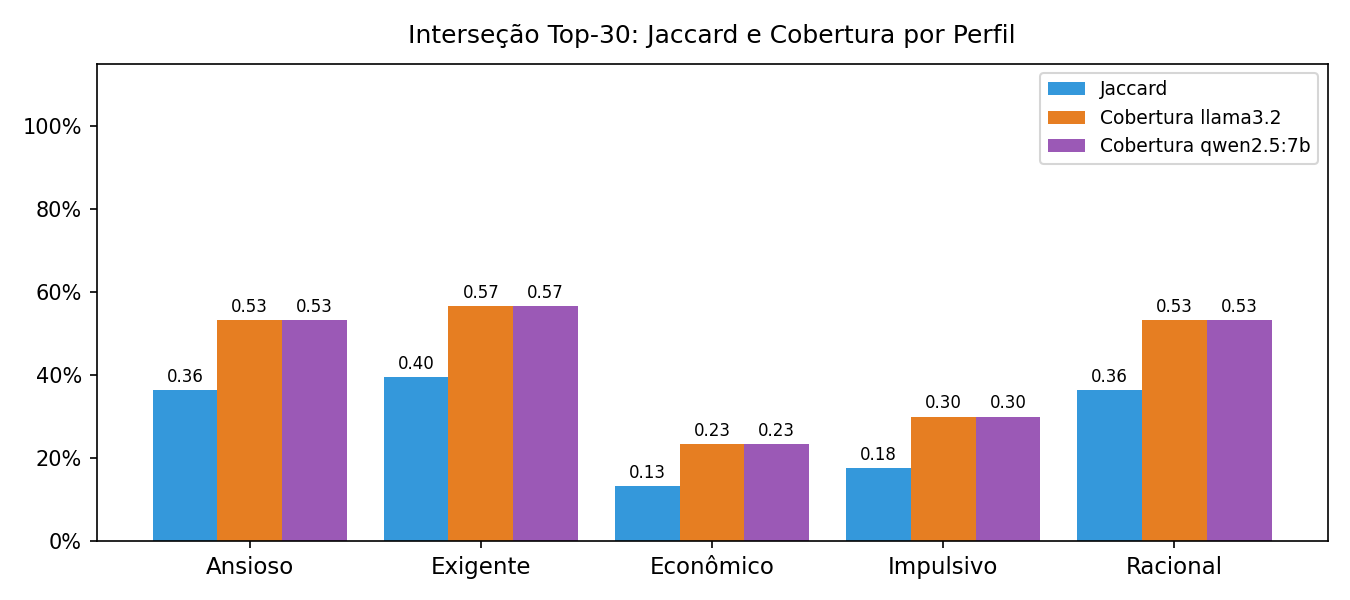 Interseção Top-30: Jaccard e Cobertura por Perfil
Jaccard
Cobertura llama3.2
Cobertura qwen2.5:7b
100%
80%
60%
40%
20%
0%
0.36 0.53 0.53
0.40 0.57 0.57
0.13 0.23 0.23
0.18 0.30 0.30
0.36 0.53 0.53
Ansioso Exigente Econômico Impulsivo Racional